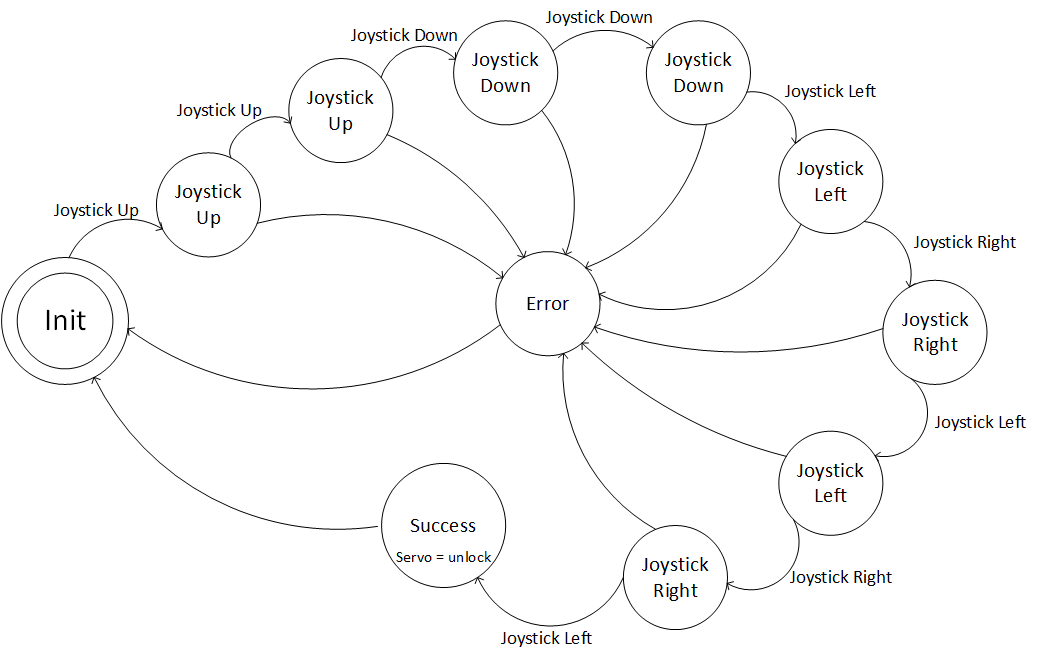 Joystick Down
Joystick Down
Joystick
Down
Joystick
Down
Joystick Left
Joystick
Up
Joystick Up
Joystick
Left
Joystick
Up
Joystick Up
Joystick Right
Error
Init
Joystick
Right
Joystick Left
Joystick
Left
Success
Servo = unlock
Joystick
Right
Joystick Right
Joystick Left